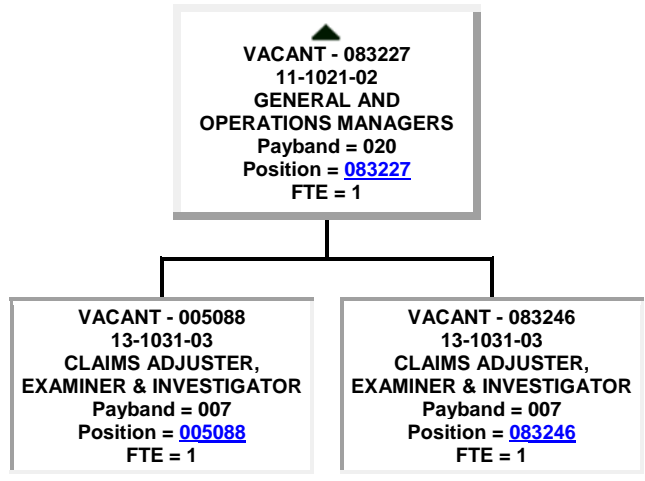 VACANT - 083227
11-1021-02
GENERAL AND
OPERATIONS MANAGERS
Payband = 020
Position = 083227
FTE = 1
VACANT - 005088
13-1031-03
CLAIMS ADJUSTER,
EXAMINER & INVESTIGATOR
Payband = 007
Position = 005088
FTE = 1
VACANT - 083246
13-1031-03
CLAIMS ADJUSTER,
EXAMINER & INVESTIGATOR
Payband = 007
Position = 083246
FTE = 1